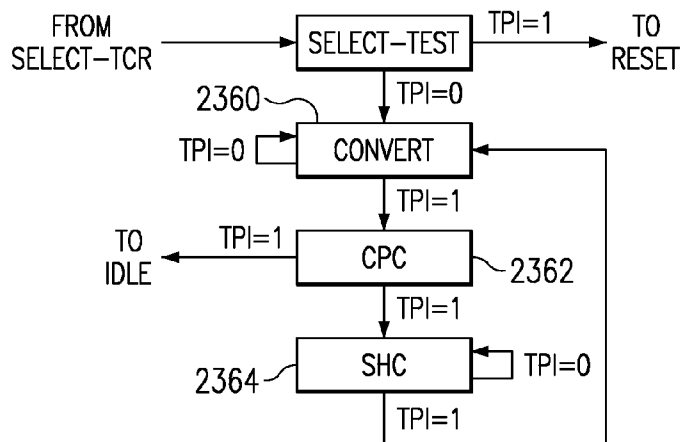 FROM
SELECT-TCR
SELECT-TEST
TPI=1
TO
RESET
TPI=0
2360
CONVERT
TPI=0
TPI=1
TO
IDLE
TPI=1
CPC
2362
TPI=1
SHC
2364
TPI=0
TPI=1